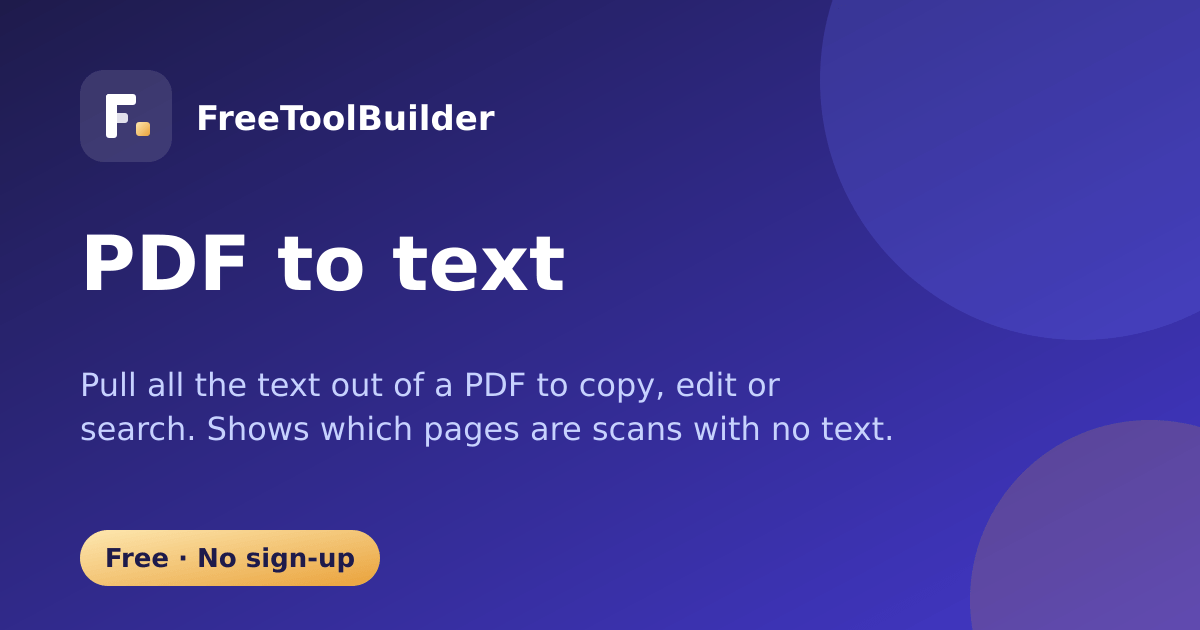 F.
FreeToolBuilder
PDF to text
Pull all the text out of a PDF to copy, edit or
search. Shows which pages are scans with no text.
Free · No sign-up